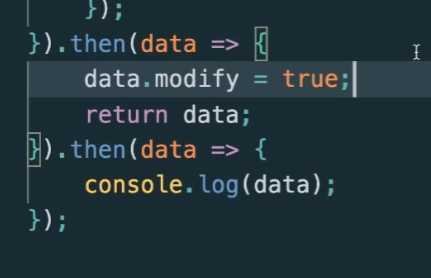 });
}).then(data => {
    data.modify = true;
    return data;
}).then(data => {
    console.log(data);
});